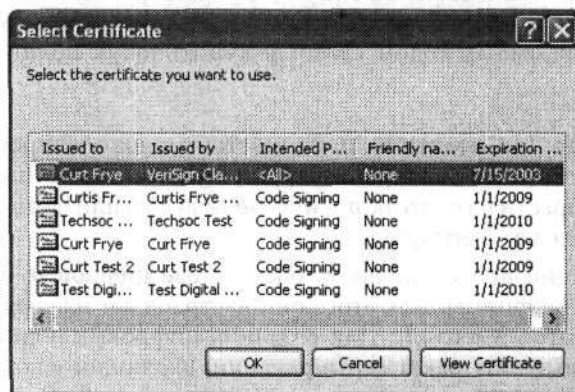 Select Certificate
Select the certificate you want to use.
Issued to Issued by Intended P... Friendly na... Expiration ...
Curt Frye VeriSign Cla... <All> None 7/15/2003
Curtis Fr... Curtis Frye ... Code Signing None 1/1/2009
Techsoc ... Techsoc Test Code Signing None 1/1/2010
Curt Frye Curt Frye Code Signing None 1/1/2009
Curt Test 2 Curt Test 2 Code Signing None 1/1/2009
Test Digi... Test Digital ... Code Signing None 1/1/2010
OK Cancel View Certificate